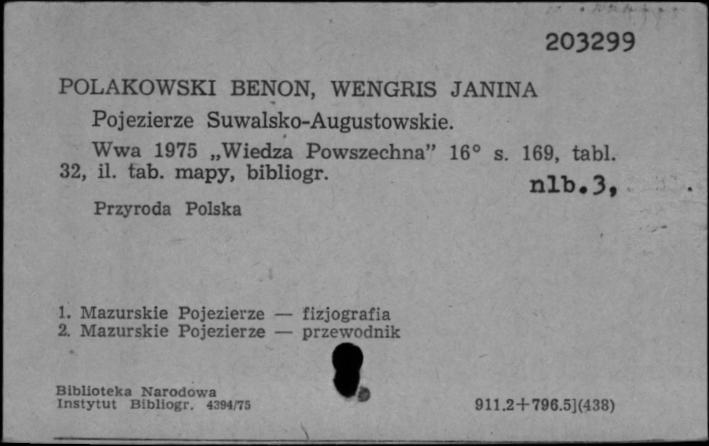 203299
POLAKOWSKI BENON, WENGRIS JANINA
Pojezierze Suwalsko-Augustowskie.
Wwa 1975 „Wiedza Powszechna” 16° s. 169, tabl.
32, il. tab. mapy, bibliogr.
nlb.3,
Przyroda Polska
1. Mazurskie Pojezierze — fizjografia
2. Mazurskie Pojezierze — przewodnik
Biblioteka Narodowa
Instytut Bibliogr. 4394/75
911.2+796.5](438)